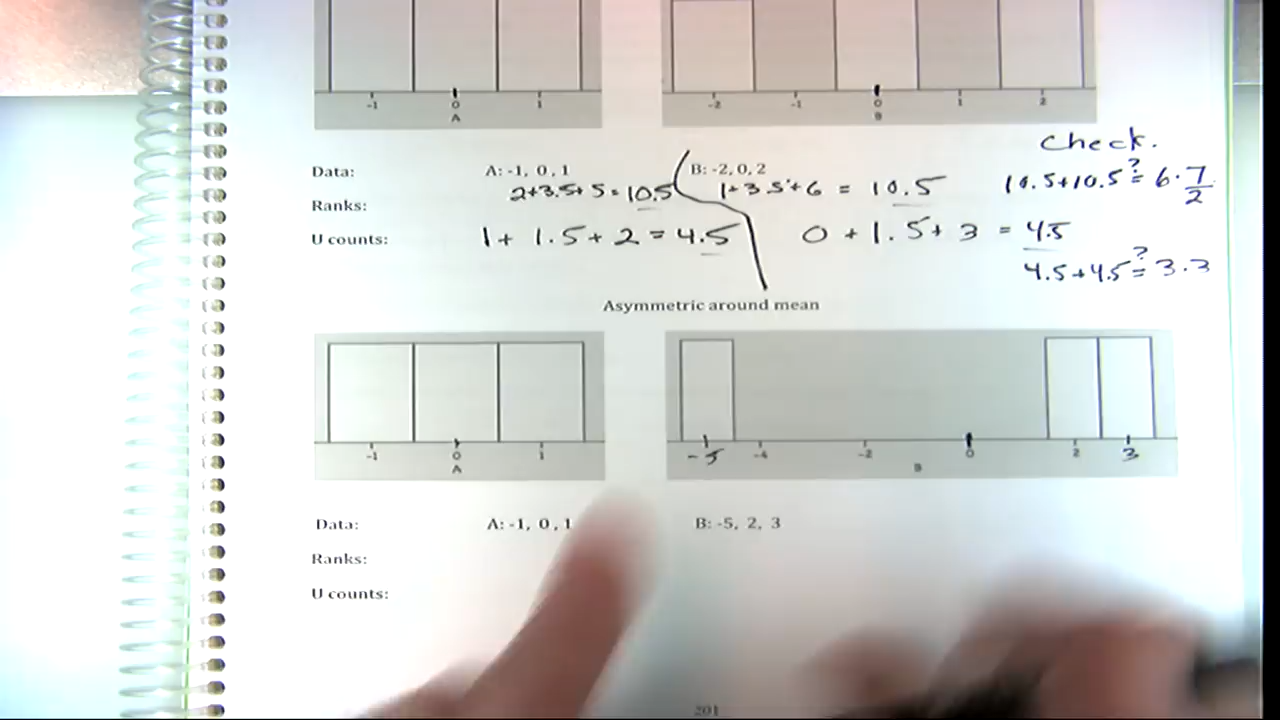 -1 0 1 -2 -1 0 1 2
A B
Check.
Data: A: -1, 0, 1 B: -2, 0, 2
2+3.5+5=10.5 1+3.5+6 = 10.5 10.5+10.5 ?= 6·7/2
Ranks:
U counts: 1+ 1.5+2 = 4.5 0 + 1.5+ 3 = 4.5
4.5+4.5 ?= 3·3
Asymmetric around mean
-1 0 1 -5 -4 -2 0 2 3
A B
Data: A: -1, 0, 1 B: -5, 2, 3
Ranks:
U counts:
201